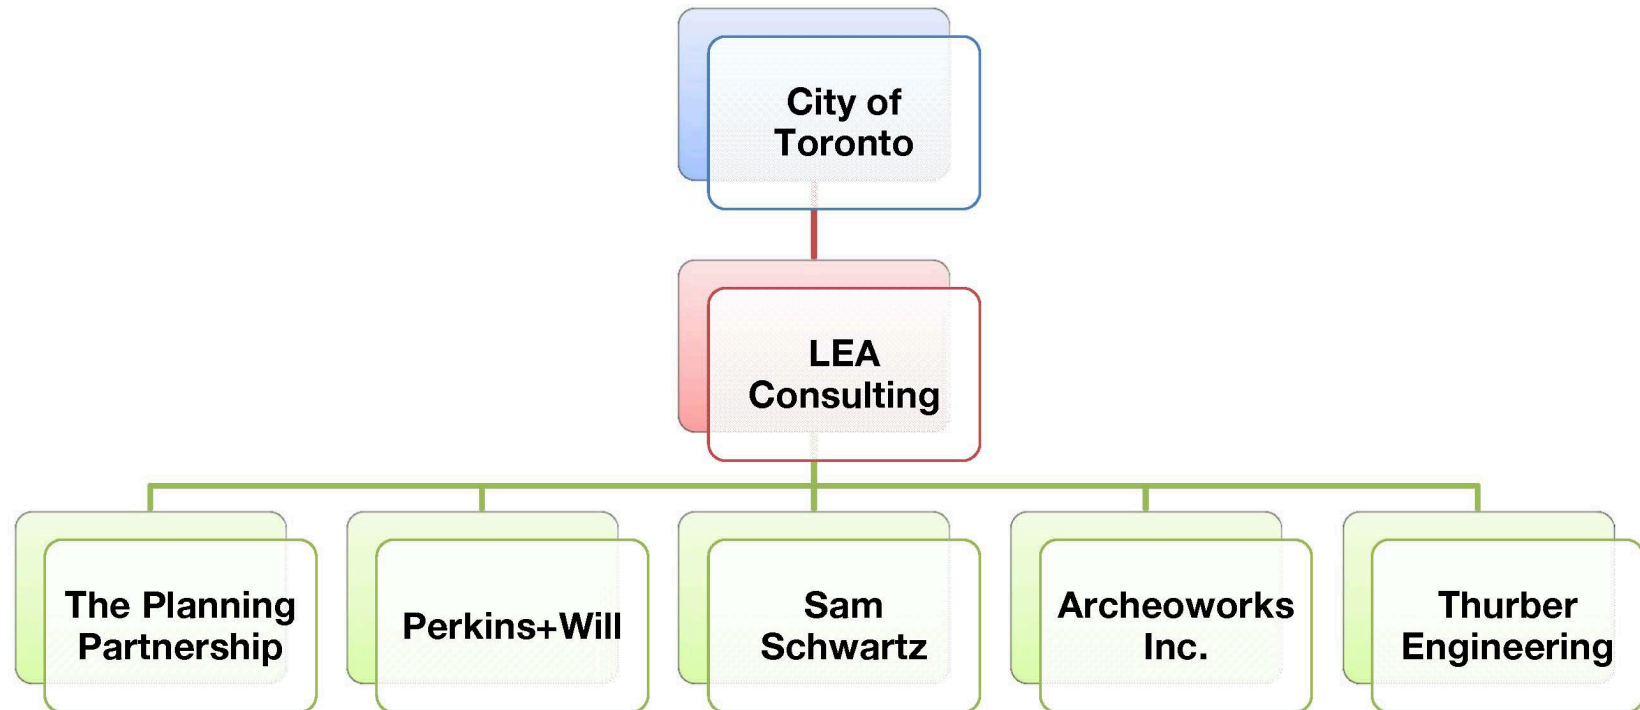 City of
Toronto
LEA
Consulting
The Planning
Partnership
Perkins+Will
Sam
Schwartz
Archeoworks
Inc.
Thurber
Engineering